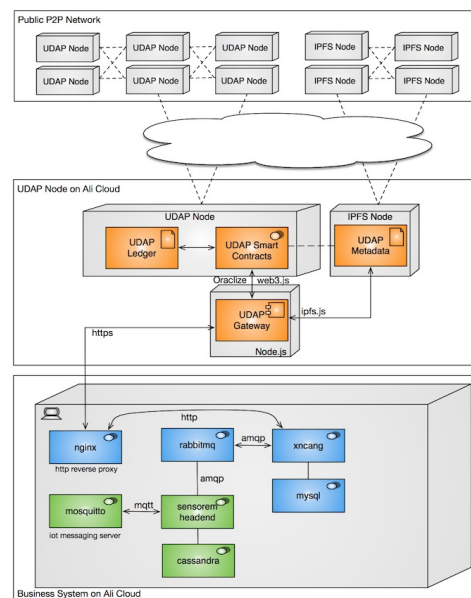 Public P2P Network
UDAP Node
UDAP Node
UDAP Node
IPFS Node
IPFS Node
UDAP Node
UDAP Node
UDAP Node
IPFS Node
IPFS Node
UDAP Node on Ali Cloud
UDAP Node
IPFS Node
UDAP
Ledger
UDAP Smart
Contracts
UDAP
Metadata
Oraclize
web3.js
UDAP
Gateway
ipfs.js
https
Node.js
http
nginx
http reverse proxy
rabbitmq
amqp
xncang
amqp
mysql
mosquitto
iot messaging server
mqtt
sensorem
headend
cassandra
Business System on Ali Cloud